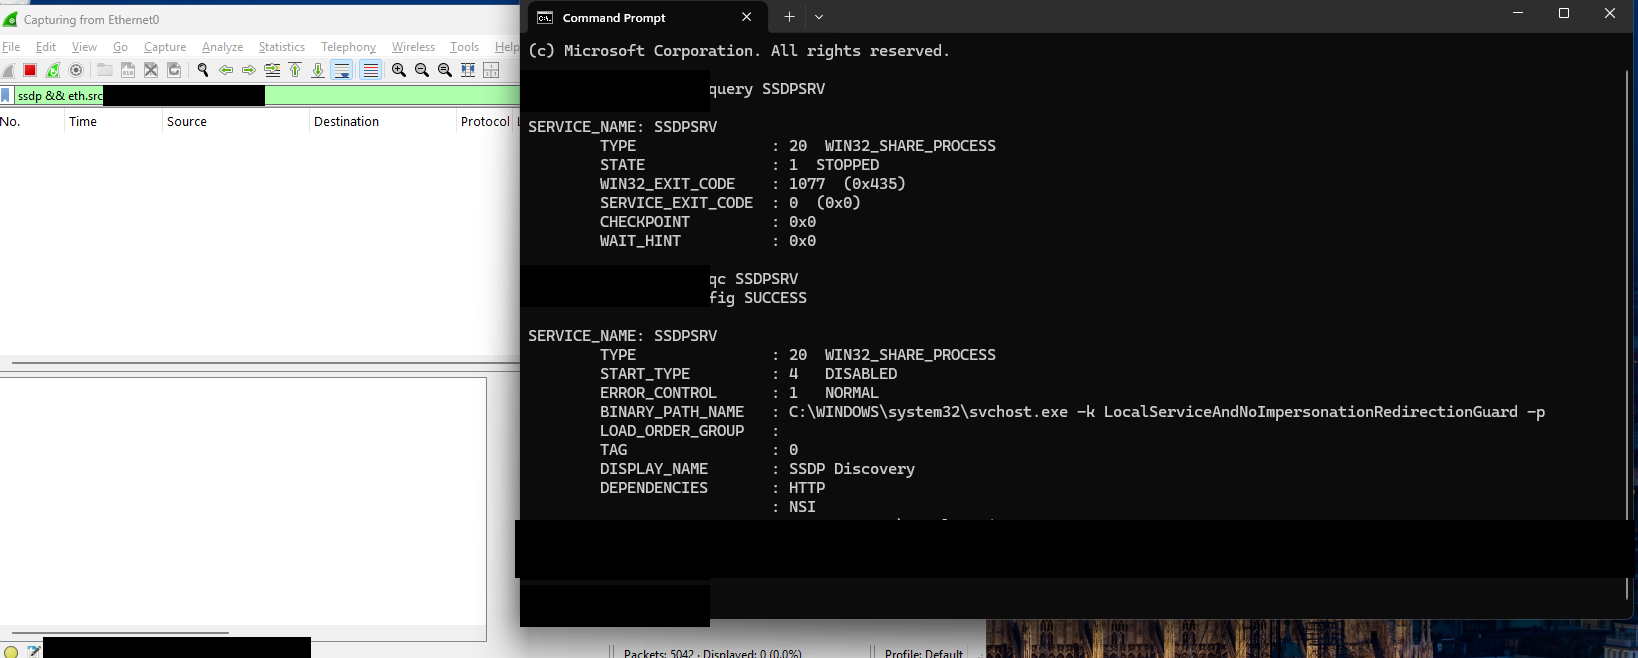 Capturing from Ethernet0
File Edit View Go Capture Analyze Statistics Telephony Wireless Tools Help
ssdp && eth.src
No. Time Source Destination Protocol
Packets: 5042 · Displayed: 0 (0.0%) Profile: Default
Command Prompt
(c) Microsoft Corporation. All rights reserved.
query SSDPSRV
SERVICE_NAME: SSDPSRV
TYPE : 20 WIN32_SHARE_PROCESS
STATE : 1 STOPPED
WIN32_EXIT_CODE : 1077 (0x435)
SERVICE_EXIT_CODE : 0 (0x0)
CHECKPOINT : 0x0
WAIT_HINT : 0x0
qc SSDPSRV
fig SUCCESS
SERVICE_NAME: SSDPSRV
TYPE : 20 WIN32_SHARE_PROCESS
START_TYPE : 4 DISABLED
ERROR_CONTROL : 1 NORMAL
BINARY_PATH_NAME : C:\WINDOWS\system32\svchost.exe -k LocalServiceAndNoImpersonationRedirectionGuard -p
LOAD_ORDER_GROUP :
TAG : 0
DISPLAY_NAME : SSDP Discovery
DEPENDENCIES : HTTP
: NSI